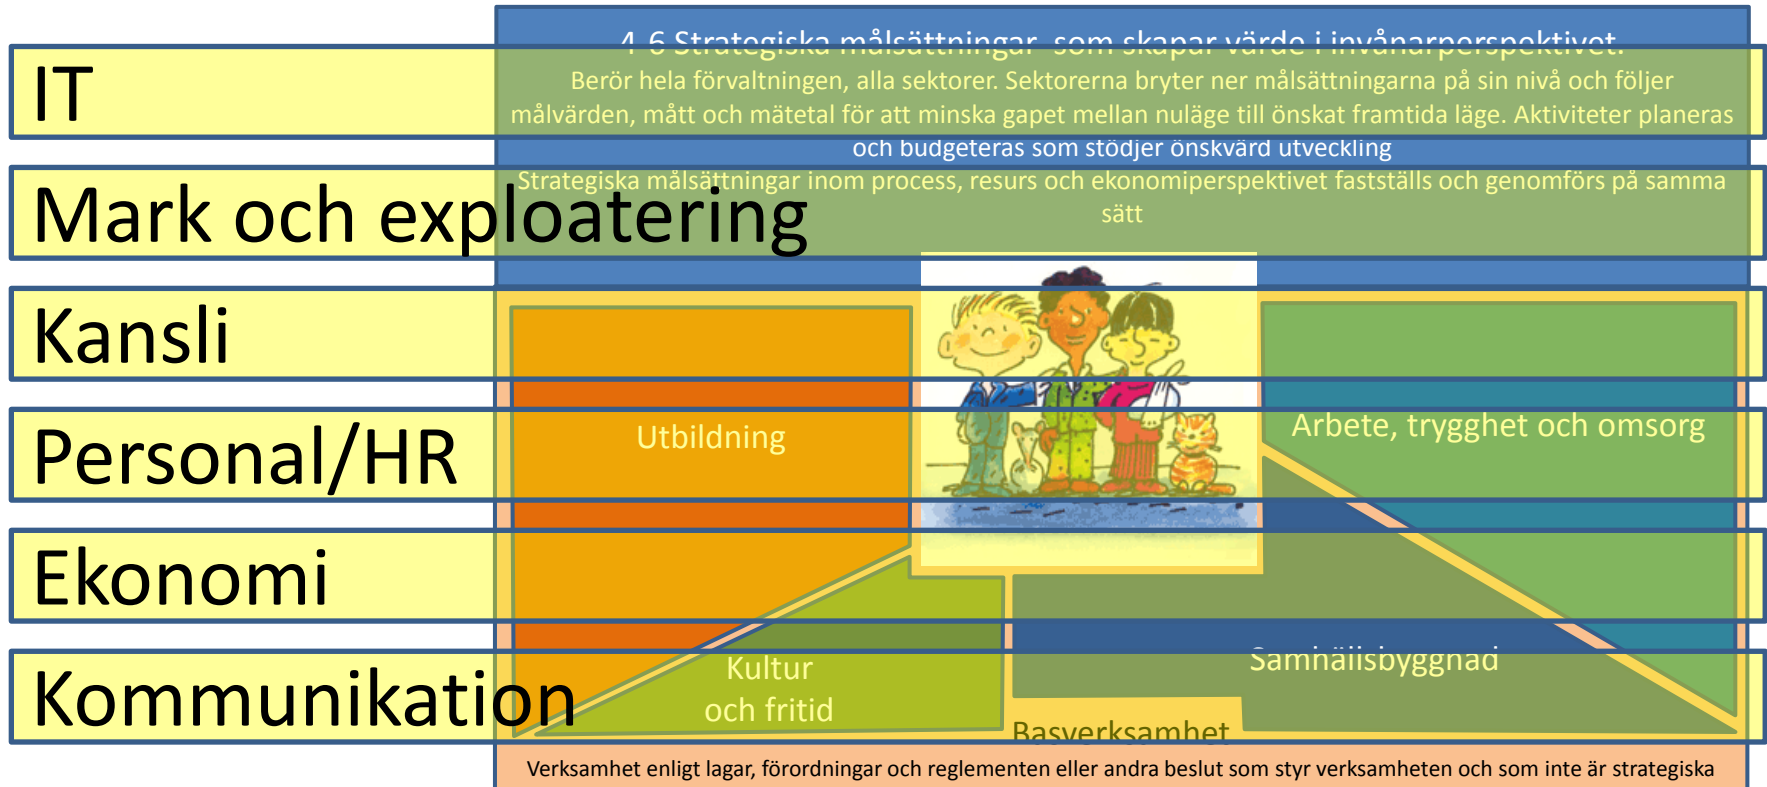 4-6 Strategiska målsättningar som skapar värde i invånarperspektivet.
IT
Berör hela förvaltningen, alla sektorer. Sektorerna bryter ner målsättningarna på sin nivå och följer
målvärden, mått och mätetal för att minska gapet mellan nuläge till önskat framtida läge. Aktiviteter planeras
och budgeteras som stödjer önskvärd utveckling
Strategiska målsättningar inom process, resurs och ekonomiperspektivet fastställs och genomförs på samma
sätt
Mark och exploatering
Kansli
Personal/HR
Utbildning
Arbete, trygghet och omsorg
Ekonomi
Kommunikation
Kultur
och fritid
Samhällsbyggnad
Basverksamhet
Verksamhet enligt lagar, förordningar och reglementen eller andra beslut som styr verksamheten och som inte är strategiska